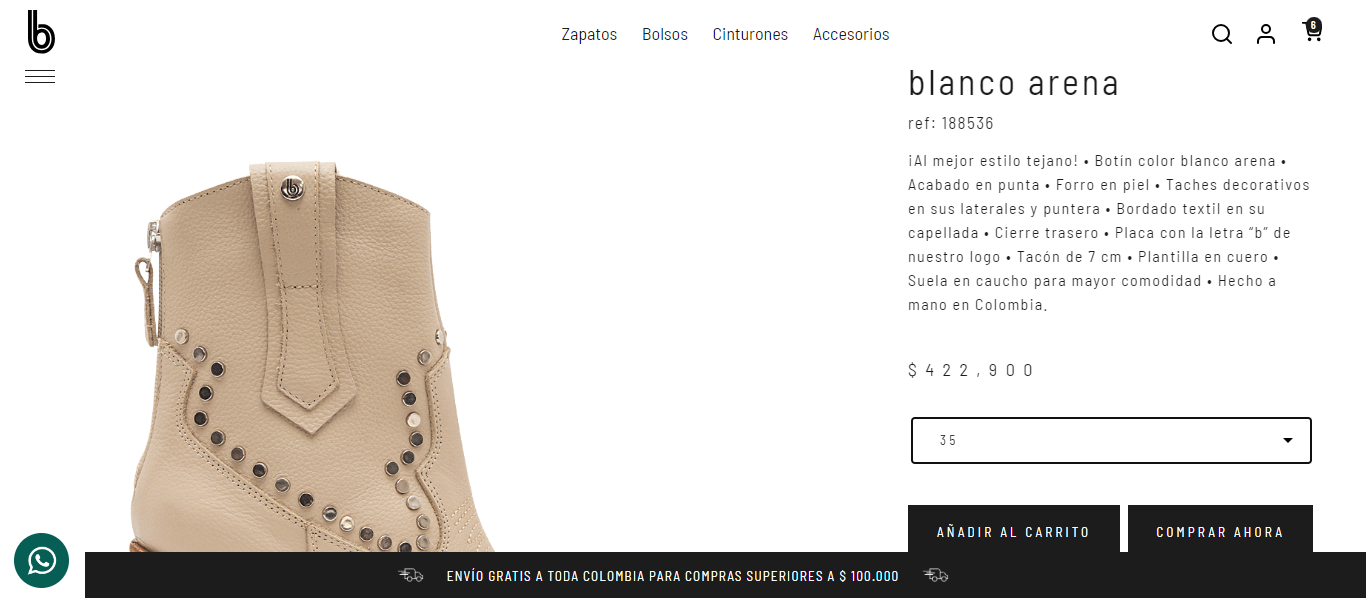 b
Zapatos Bolsos Cinturones Accesorios
6
blanco arena
ref: 188536
¡Al mejor estilo tejano! • Botín color blanco arena •
Acabado en punta • Forro en piel • Taches decorativos
en sus laterales y puntera • Bordado textil en su
capellada • Cierre trasero • Placa con la letra “b” de
nuestro logo • Tacón de 7 cm • Plantilla en cuero •
Suela en caucho para mayor comodidad • Hecho a
mano en Colombia.
$422,900
35
AÑADIR AL CARRITO COMPRAR AHORA
b
ENVÍO GRATIS A TODA COLOMBIA PARA COMPRAS SUPERIORES A $ 100.000